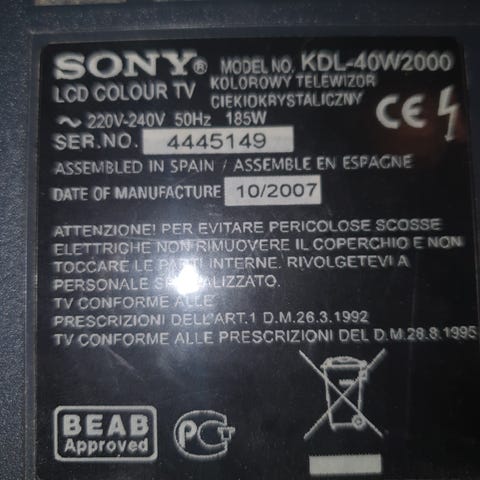 SONY® MODEL NO. KDL-40W2000
LCD COLOUR TV KOLOROWY TELEWIZOR
CIEKIOKRYSTALICZNY
~ 220V-240V 50Hz 185W
SER.NO. 4445149
ASSEMBLED IN SPAIN / ASSEMBLE EN ESPAGNE
DATE OF MANUFACTURE 10/2007
ATTENZIONE! PER EVITARE PERICOLOSE SCOSSE
ELETTRICHE NON RIMUOVERE IL COPERCHIO E NON
TOCCARE LE PARTI INTERNE. RIVOLGETEVI A
PERSONALE SPECIALIZZATO.
TV CONFORME ALLE
PRESCRIZIONI DELL'ART.1 D.M.26.3.1992
TV CONFORME ALLE PRESCRIZIONI DEL D.M.28.8.1995
CE
BEAB
Approved
PCT